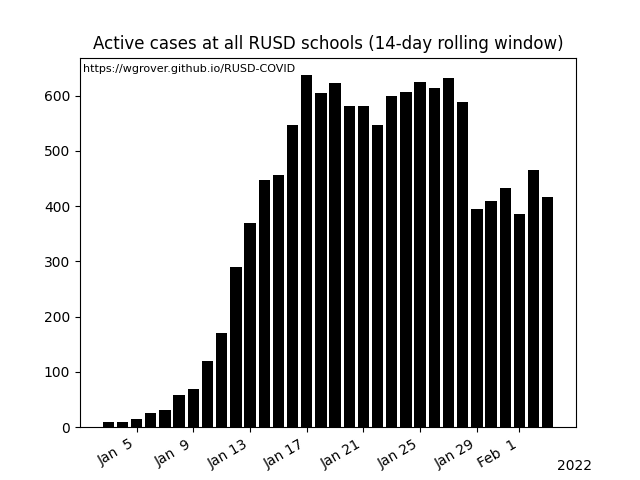 Active cases at all RUSD schools (14-day rolling window)
https://wgrover.github.io/RUSD-COVID
600
500
400
300
200
100
0
Jan 5
Jan 9
Jan 13
Jan 17
Jan 21
Jan 25
Jan 29
Feb 1
2022